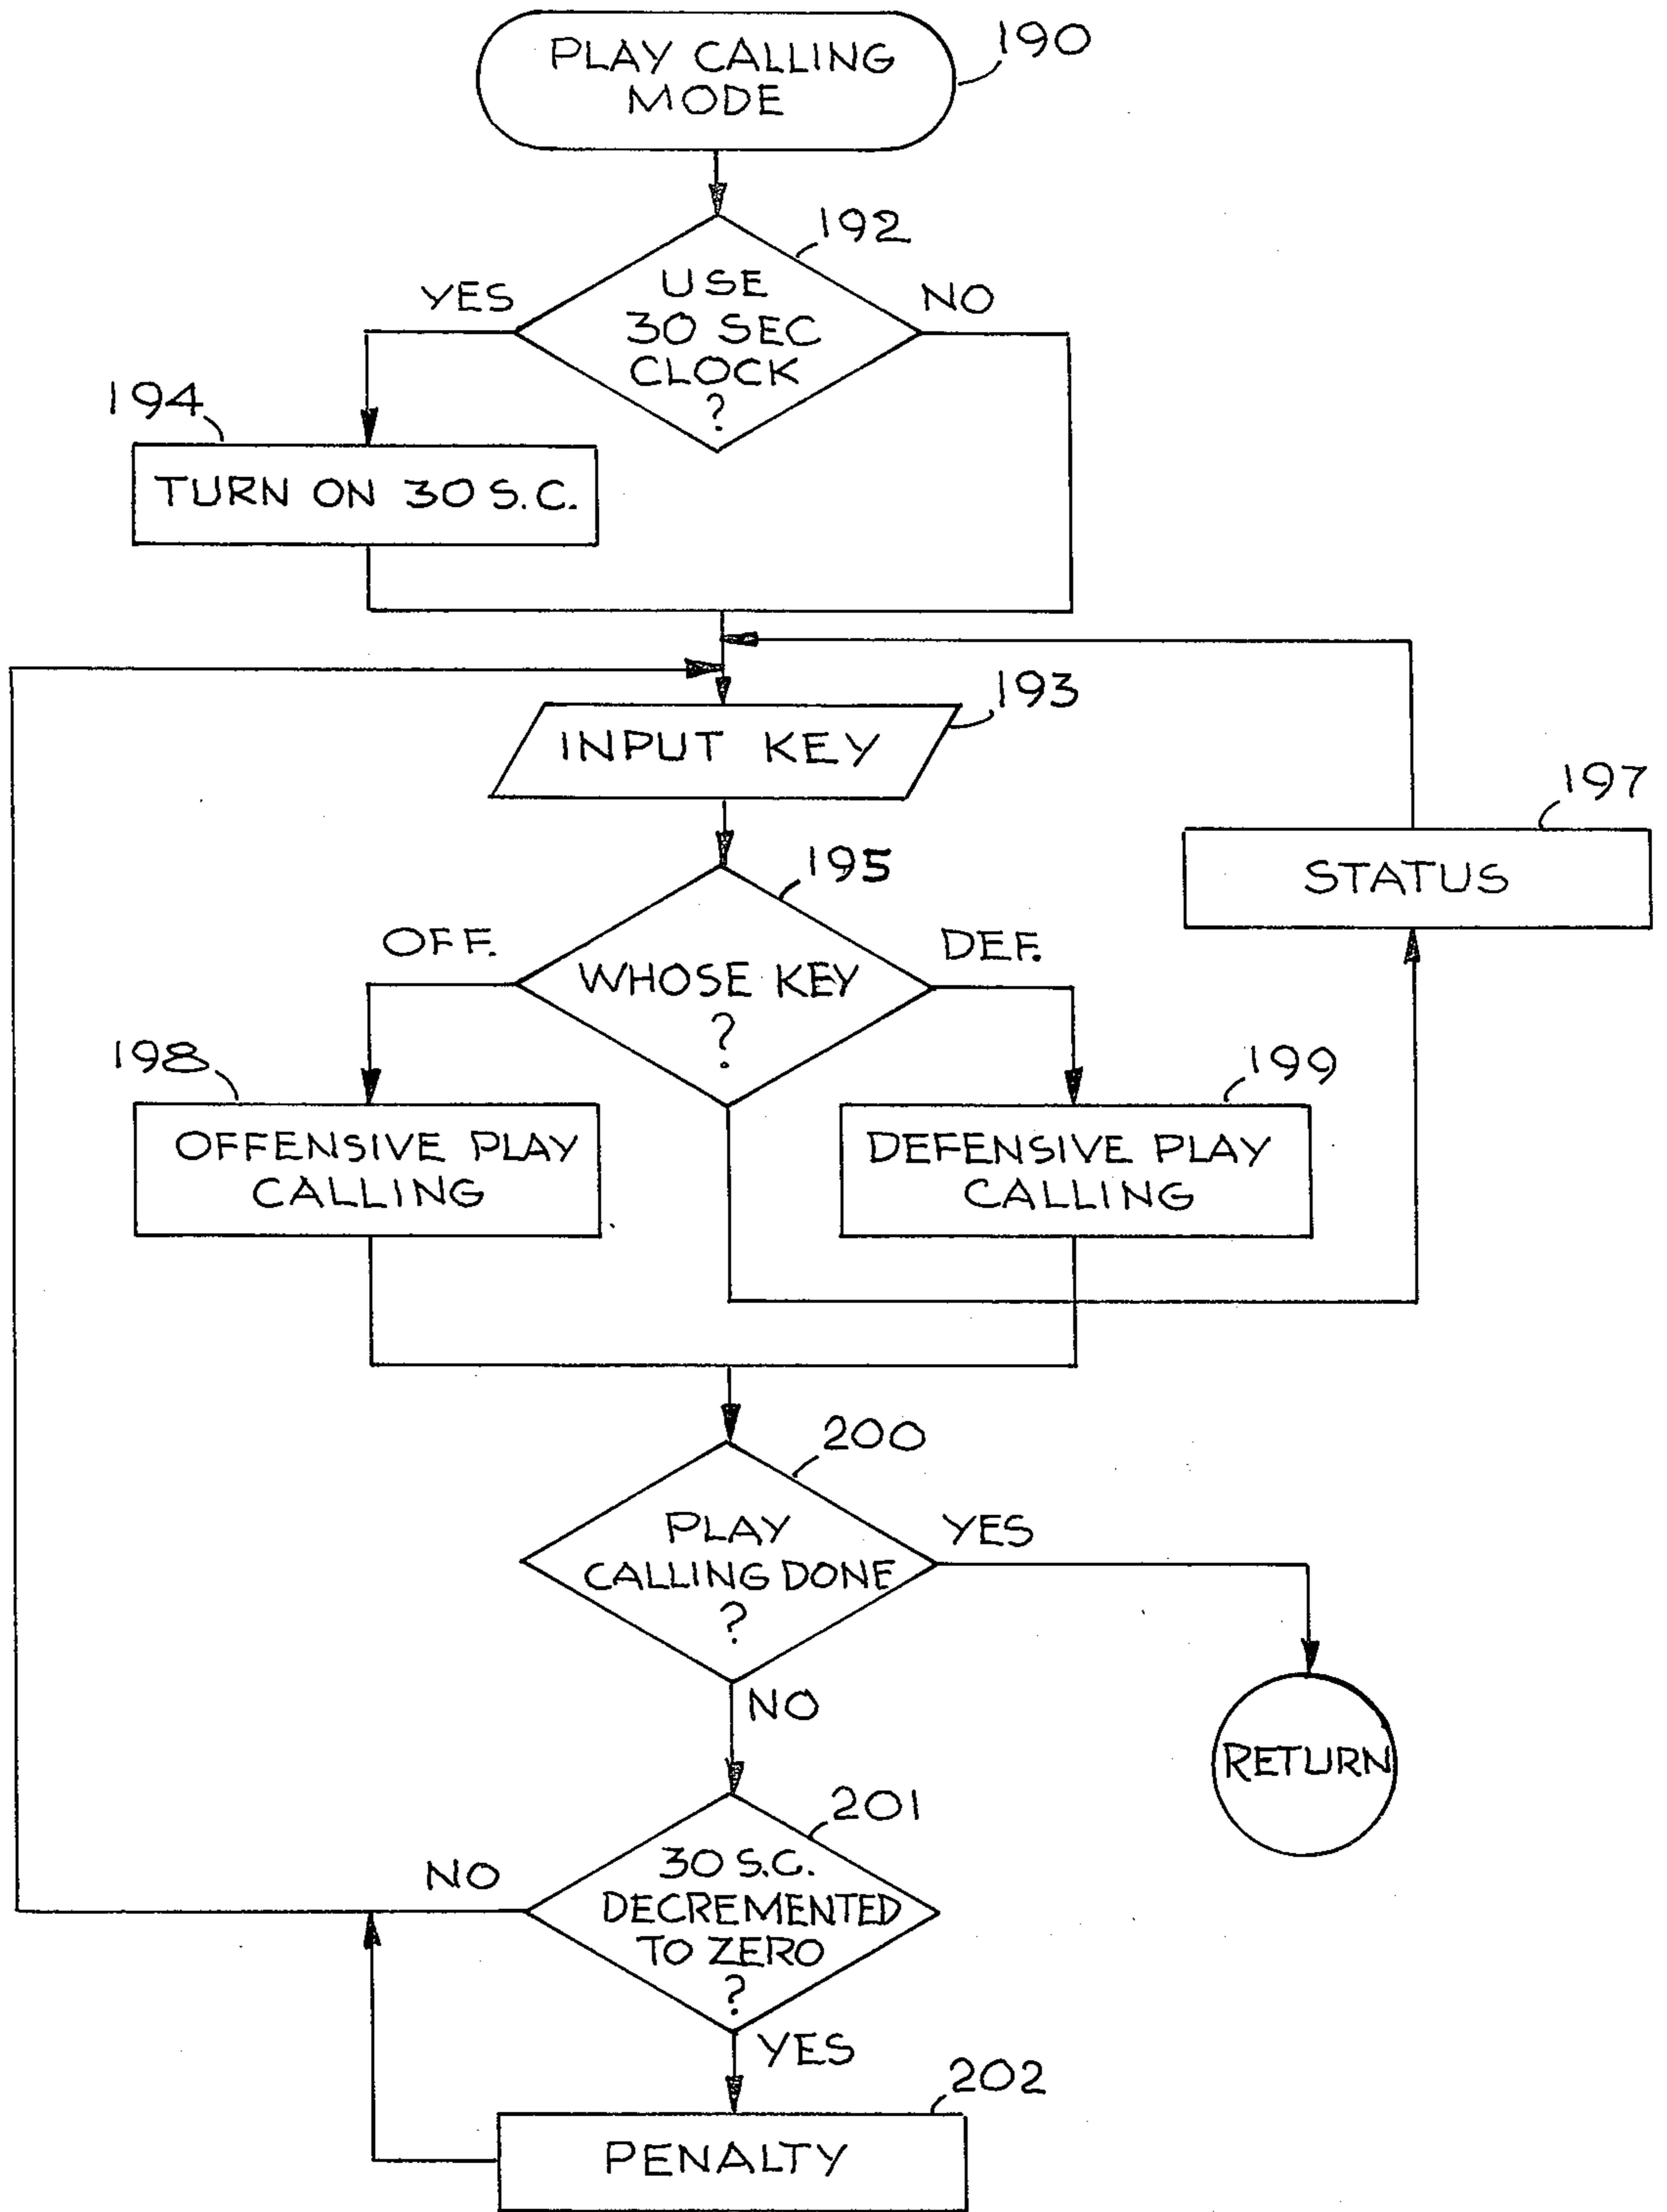 PLAY CALLING
MODE
190
192
USE
30 SEC
CLOCK
?
YES
NO
194
TURN ON 30 S.C.
193
INPUT KEY
197
STATUS
195
WHOSE KEY
?
OFF.
DEF.
198
OFFENSIVE PLAY
CALLING
199
DEFENSIVE PLAY
CALLING
200
PLAY
CALLING DONE
?
YES
NO
RETURN
201
30 S.C.
DECREMENTED
TO ZERO
?
NO
YES
202
PENALTY